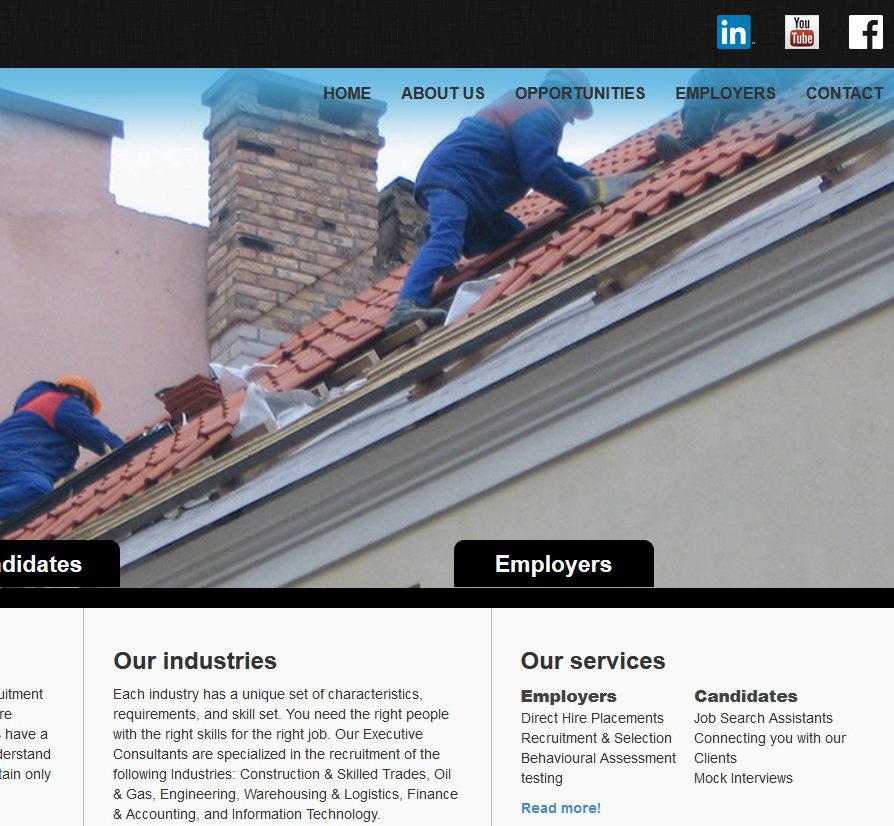 in
You
Tube
f
HOME ABOUT US OPPORTUNITIES EMPLOYERS CONTACT
Employers
uitment
have a
tain only
Our industries
Each industry has a unique set of characteristics,
requirements, and skill set. You need the right people
with the right skills for the right job. Our Executive
Consultants are specialized in the recruitment of the
following Industries: Construction & Skilled Trades, Oil
& Gas, Engineering, Warehousing & Logistics, Finance
& Accounting, and Information Technology.
Our services
Employers
Direct Hire Placements
Recruitment & Selection
Behavioural Assessment
testing
Candidates
Job Search Assistants
Connecting you with our
Clients
Mock Interviews
Read more!